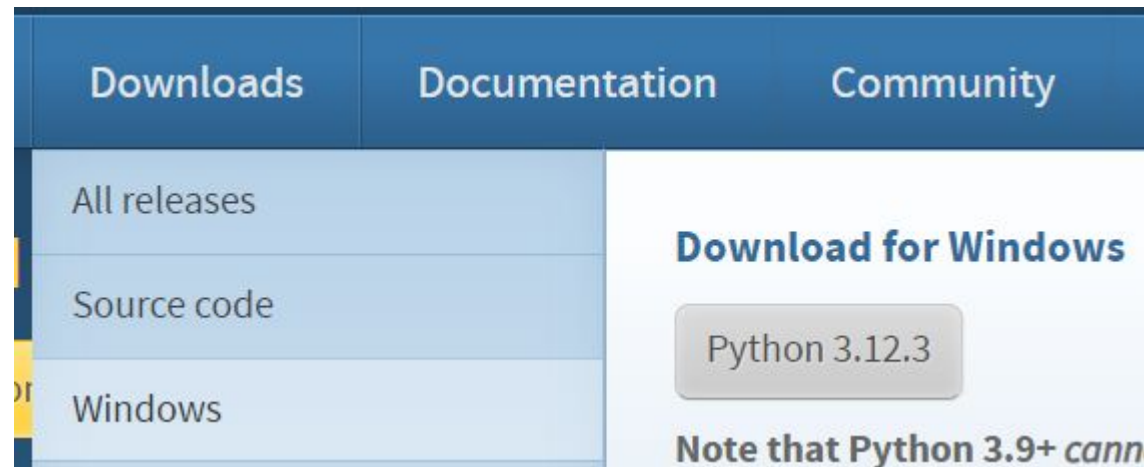 Downloads Documentation Community
All releases
Source code
Windows
Download for Windows
Python 3.12.3
Note that Python 3.9+